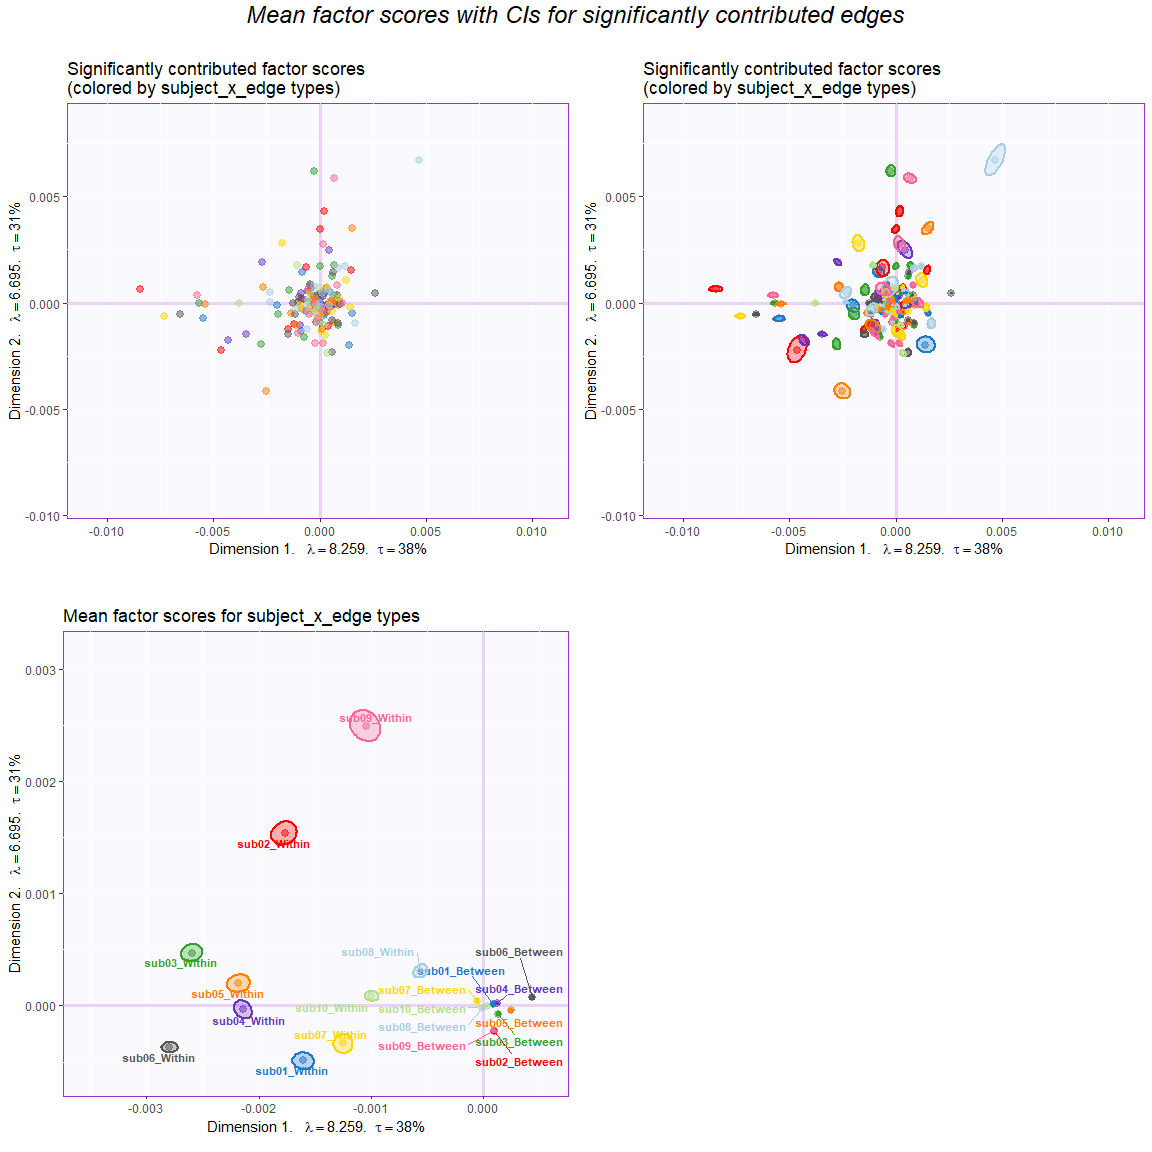 Mean factor scores with CIs for significantly contributed edges
Significantly contributed factor scores
(colored by subject_x_edge types)
Dimension 2. λ = 6.695. τ = 31%
0.005
0.000
-0.005
-0.010
-0.010
-0.005
0.000
0.005
0.010
Dimension 1. λ = 8.259. τ = 38%
Significantly contributed factor scores
(colored by subject_x_edge types)
Dimension 2. λ = 6.695. τ = 31%
0.005
0.000
-0.005
-0.010
-0.010
-0.005
0.000
0.005
0.010
Dimension 1. λ = 8.259. τ = 38%
Mean factor scores for subject_x_edge types
Dimension 2. λ = 6.695. τ = 31%
0.003
0.002
0.001
0.000
sub09_Within
sub02_Within
sub03_Within
sub08_Within
sub06_Between
sub01_Between
sub05_Within
sub07_Between
sub04_Between
sub10_Within
sub10_Between
sub04_Within
sub08_Between
sub05_Between
sub07_Within
sub09_Between
sub03_Between
sub06_Within
sub02_Between
sub01_Within
-0.003
-0.002
-0.001
0.000
Dimension 1. λ = 8.259. τ = 38%